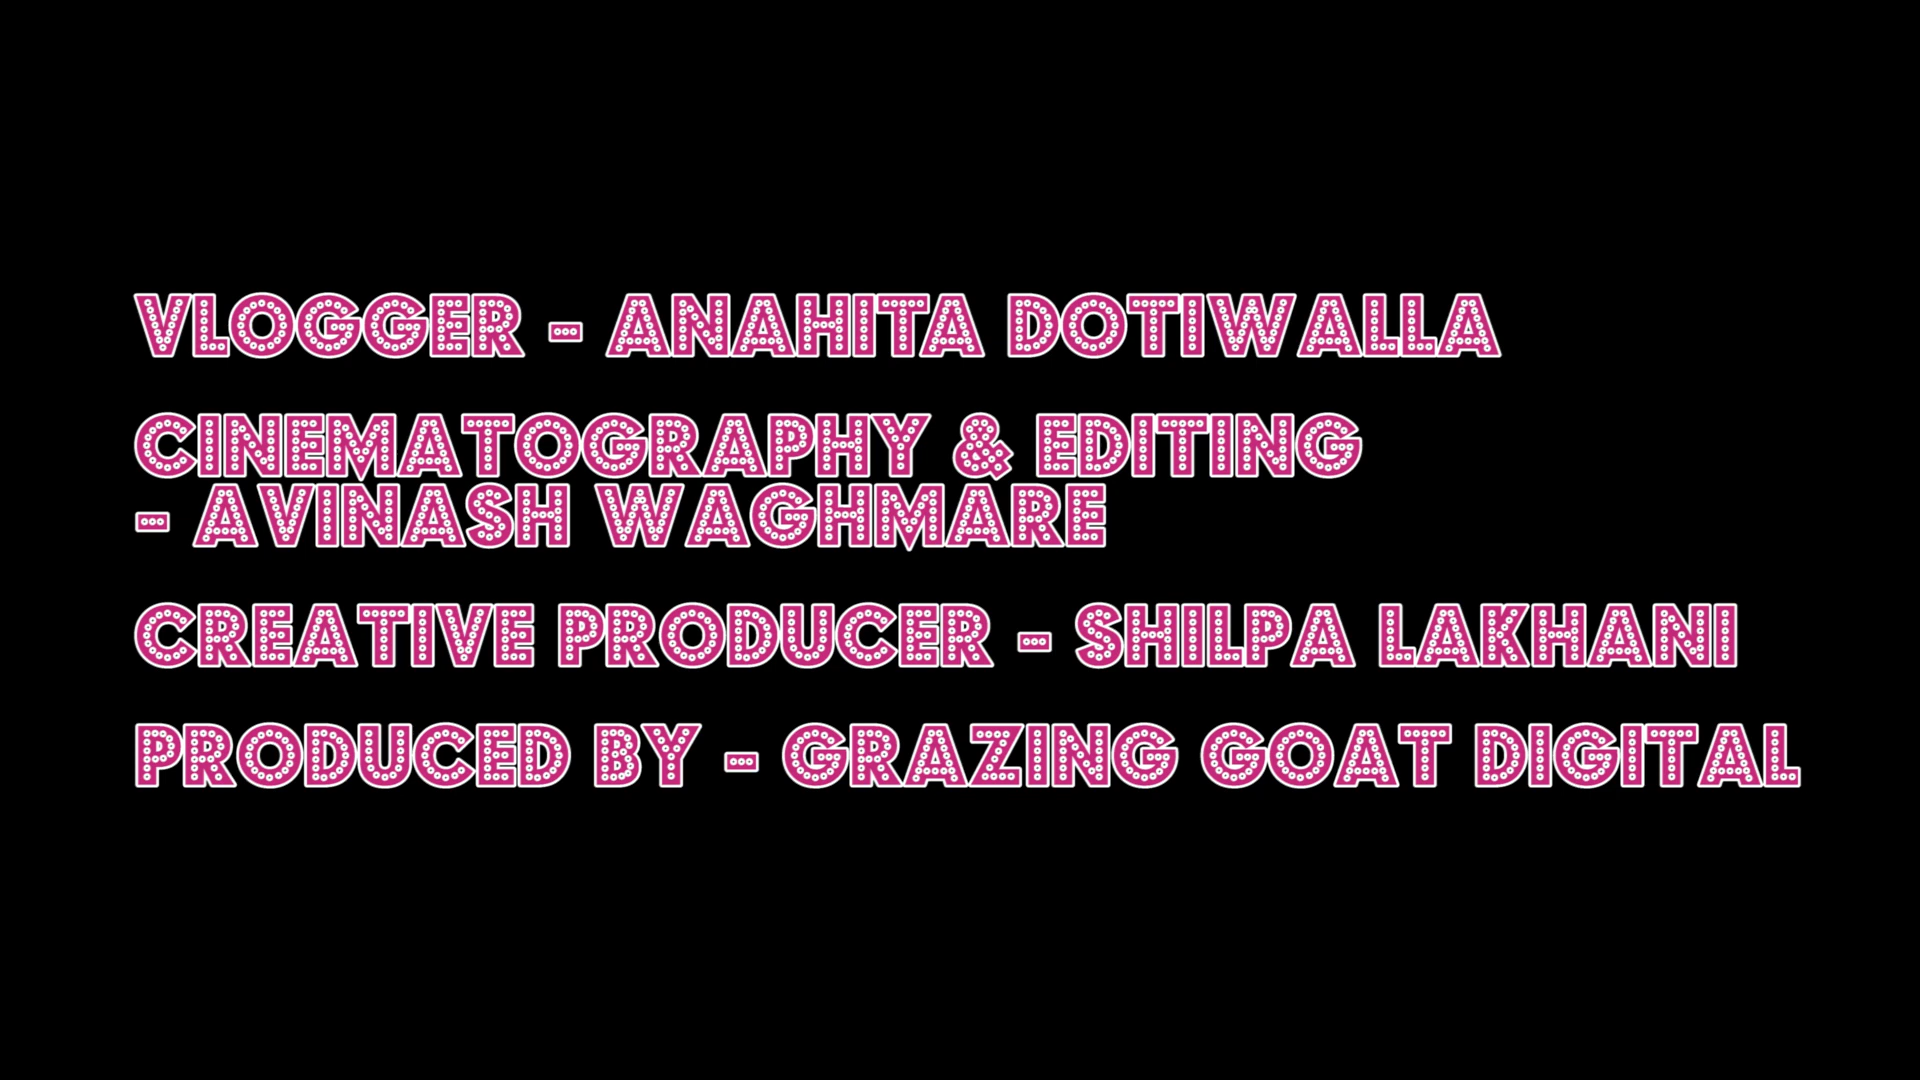 VLOGGER - ANAHITA DOTIWALLA
CINEMATOGRAPHY & EDITING
- AVINASH WAGHMARE
CREATIVE PRODUCER - SHILPA LAKHANI
PRODUCED BY - GRAZING GOAT DIGITAL